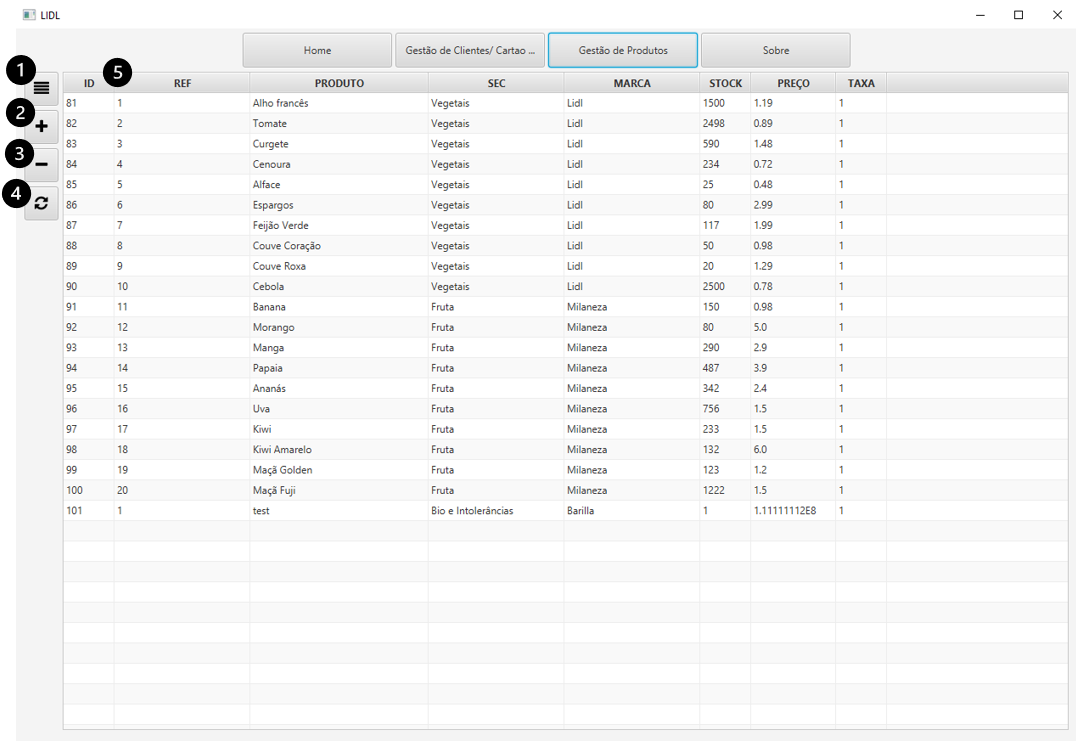 LIDL
Home Gestão de Clientes/ Cartao ... Gestão de Produtos Sobre
1
2
3
4
5
ID REF PRODUTO SEC MARCA STOCK PREÇO TAXA
81 1 Alho francês Vegetais Lidl 1500 1.19 1
82 2 Tomate Vegetais Lidl 2498 0.89 1
83 3 Curgete Vegetais Lidl 590 1.48 1
84 4 Cenoura Vegetais Lidl 234 0.72 1
85 5 Alface Vegetais Lidl 25 0.48 1
86 6 Espargos Vegetais Lidl 80 2.99 1
87 7 Feijão Verde Vegetais Lidl 117 1.99 1
88 8 Couve Coração Vegetais Lidl 50 0.98 1
89 9 Couve Roxa Vegetais Lidl 20 1.29 1
90 10 Cebola Vegetais Lidl 2500 0.78 1
91 11 Banana Fruta Milaneza 150 0.98 1
92 12 Morango Fruta Milaneza 80 5.0 1
93 13 Manga Fruta Milaneza 290 2.9 1
94 14 Papaia Fruta Milaneza 487 3.9 1
95 15 Ananás Fruta Milaneza 342 2.4 1
96 16 Uva Fruta Milaneza 756 1.5 1
97 17 Kiwi Fruta Milaneza 233 1.5 1
98 18 Kiwi Amarelo Fruta Milaneza 132 6.0 1
99 19 Maçã Golden Fruta Milaneza 123 1.2 1
100 20 Maçã Fuji Fruta Milaneza 1222 1.5 1
101 1 test Bio e Intolerâncias Barilla 1 1.11111112E8 1